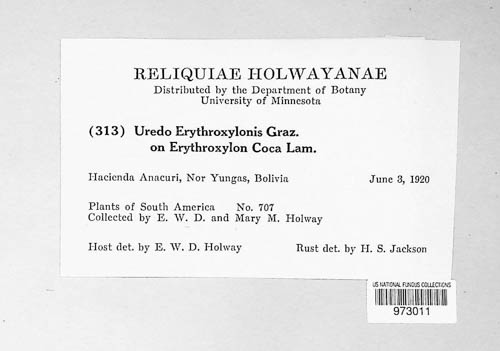 RELIQUIAE HOLWAYANAE
Distributed by the Department of Botany
University of Minnesota
(313) Uredo Erythroxylonis Graz.
on Erythroxylon Coca Lam.
Hacienda Anacuri, Nor Yungas, Bolivia June 3, 1920
Plants of South America No. 707
Collected by E. W. D. and Mary M. Holway
Host det. by E. W. D. Holway Rust det. by H. S. Jackson
US NATIONAL FUNGUS COLLECTIONS
973011